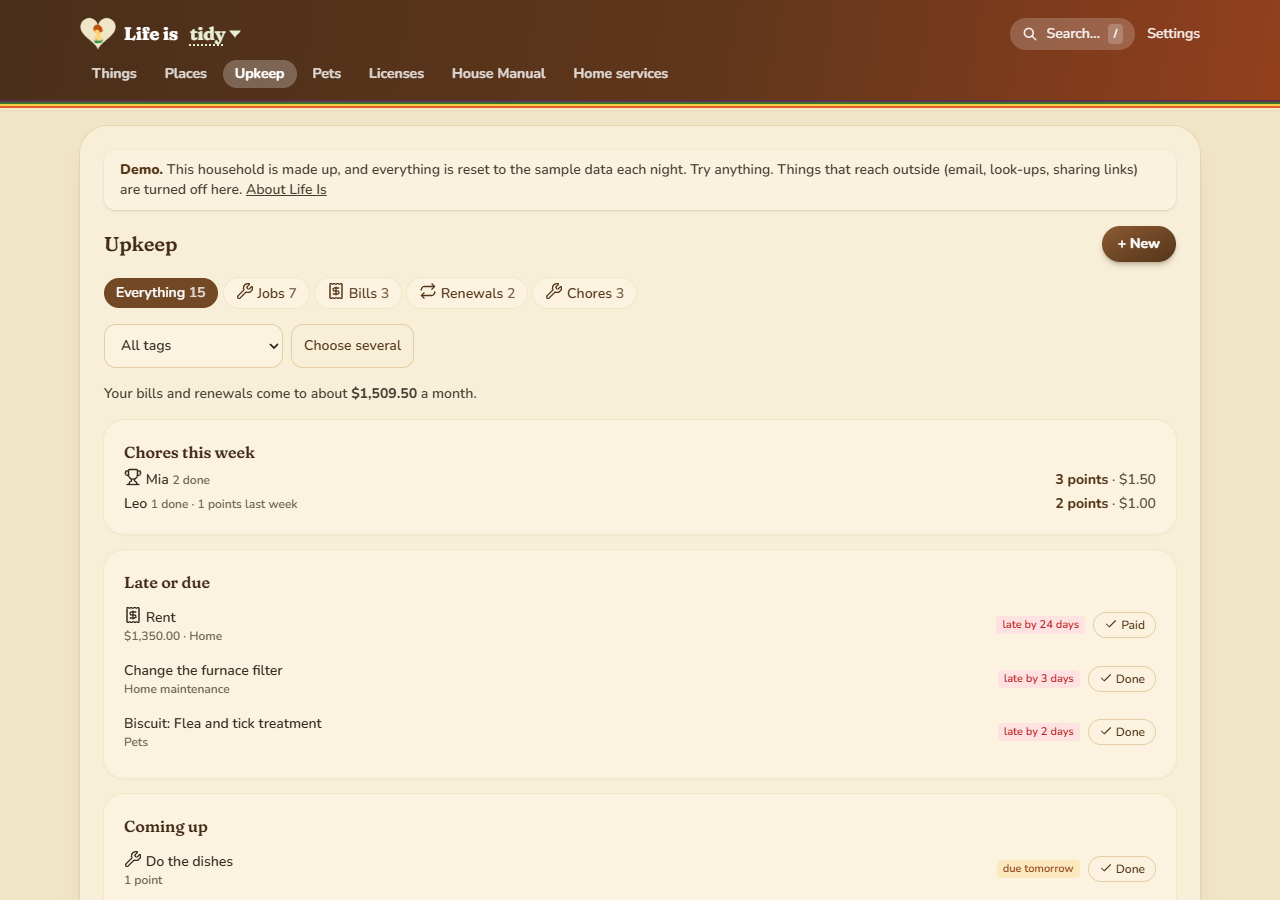 Life is tidy
Search... /
Settings
Things Places Upkeep Pets Licenses House Manual Home services
Demo. This household is made up, and everything is reset to the sample data each night. Try anything. Things that reach outside (email, look-ups, sharing links)
are turned off here. About Life Is
Upkeep
+ New
Everything 15 Jobs 7 Bills 3 Renewals 2 Chores 3
All tags Choose several
Your bills and renewals come to about $1,509.50 a month.
Chores this week
Mia 2 done 3 points · $1.50
Leo 1 done · 1 points last week 2 points · $1.00
Late or due
Rent
$1,350.00 · Home
late by 24 days Paid
Change the furnace filter
Home maintenance
late by 3 days Done
Biscuit: Flea and tick treatment
Pets
late by 2 days Done
Coming up
Do the dishes
1 point
due tomorrow Done